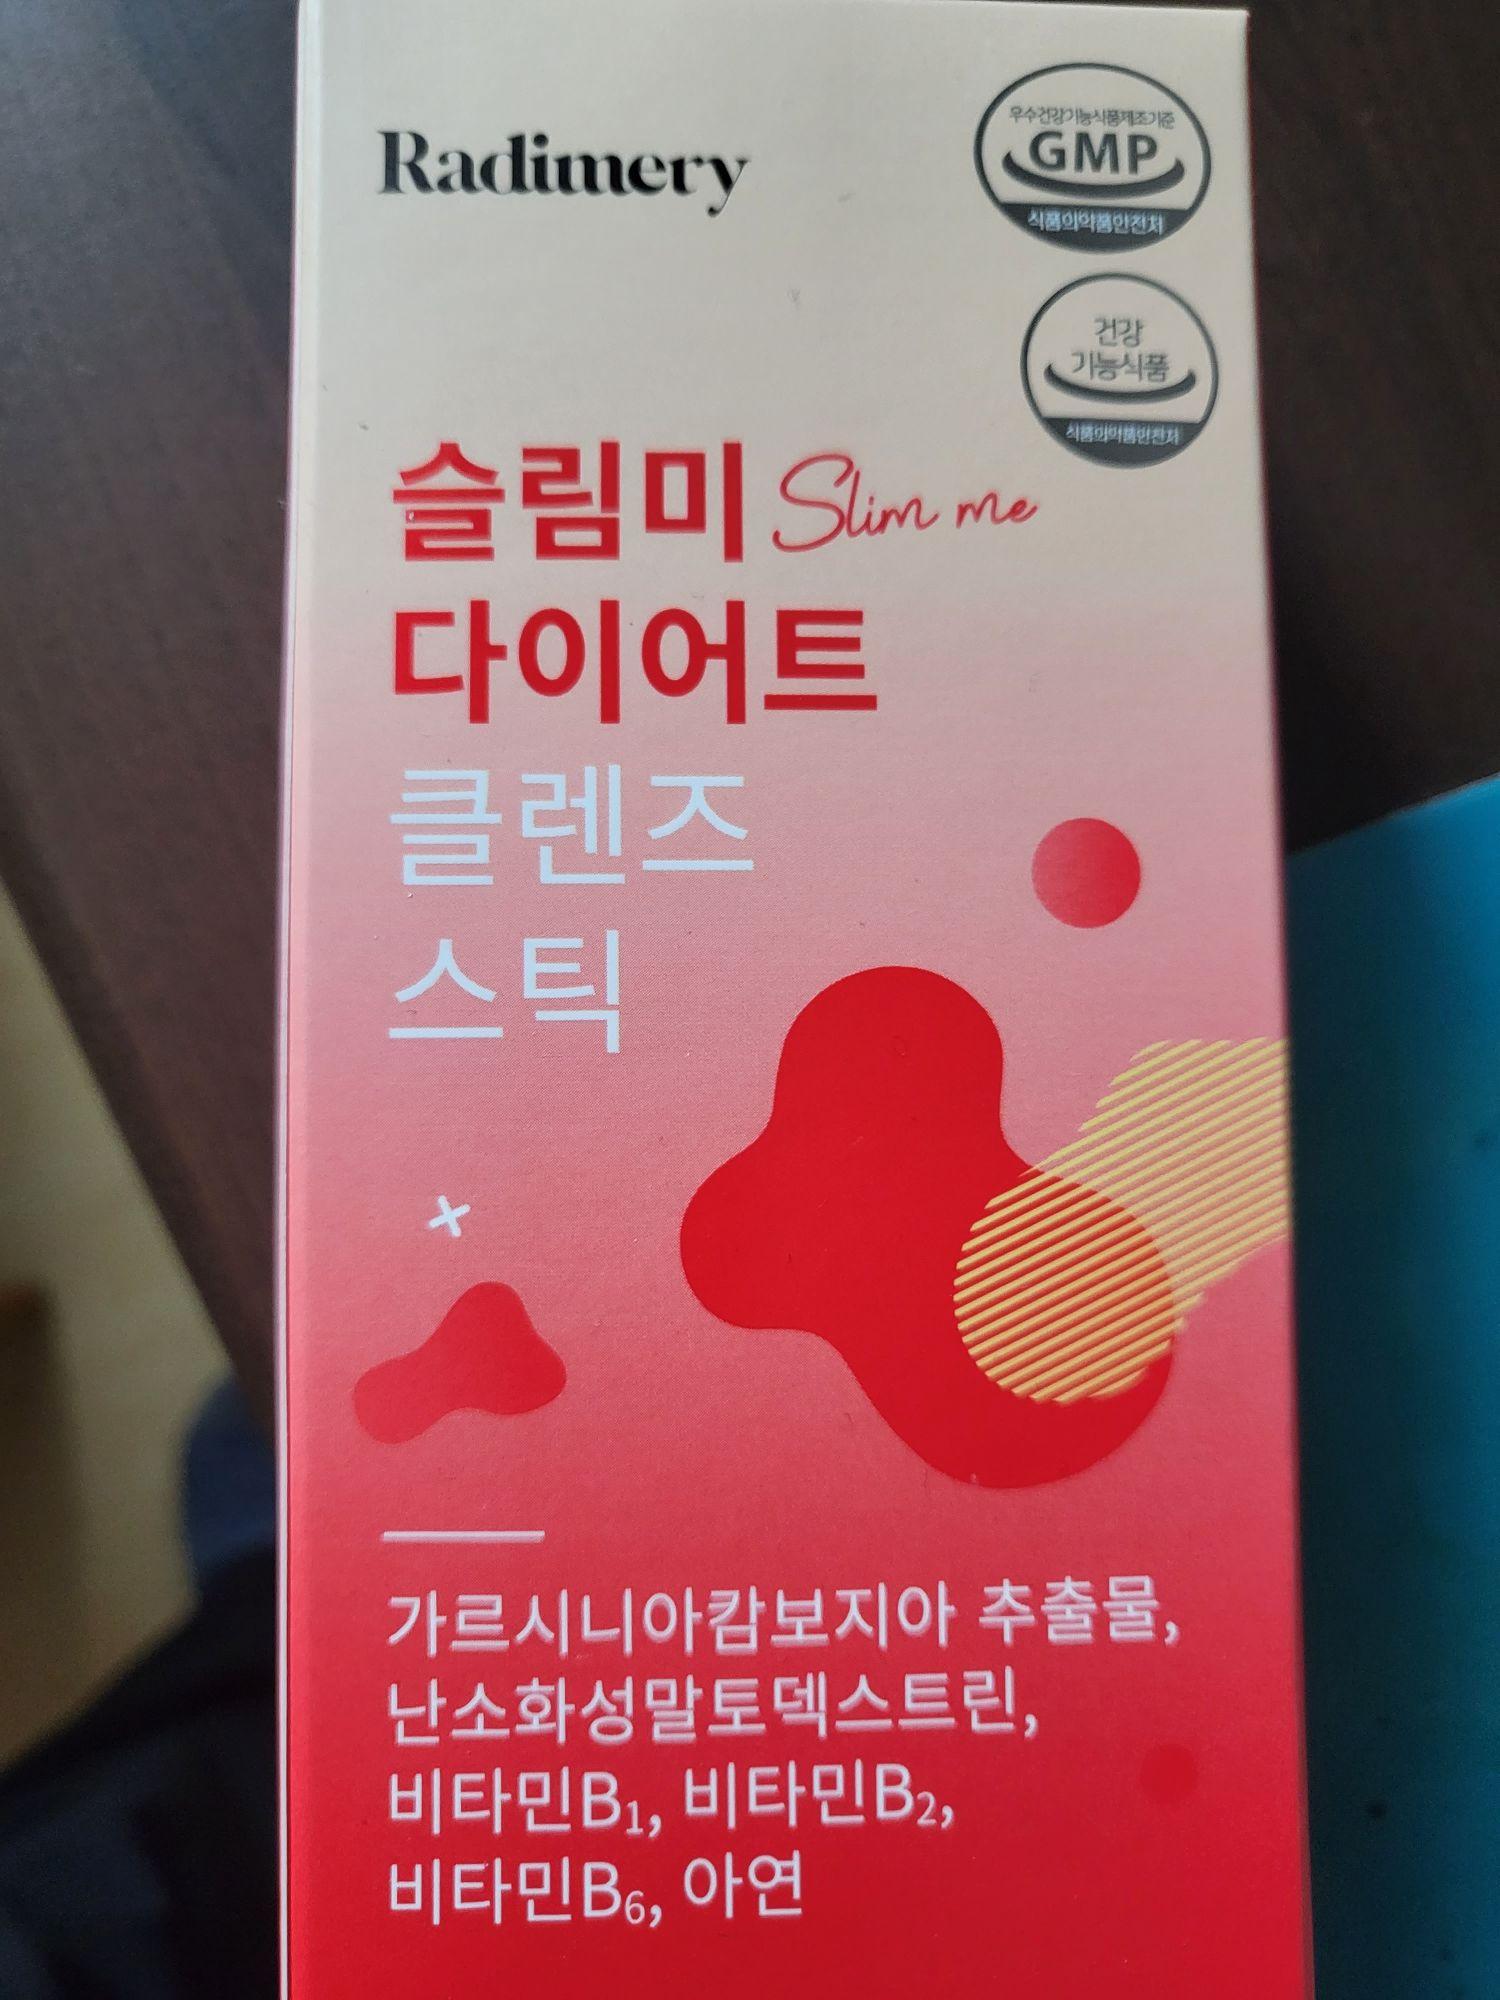 Radimery
우수건강기능식품제조기준
GMP
식품의약품안전처
건강
기능식품
식품의약품안전처
슬림미 Slim me
다이어트
클렌즈
스틱
가르시니아캄보지아 추출물,
난소화성말토덱스트린,
비타민B₁, 비타민B₂,
비타민B₆, 아연